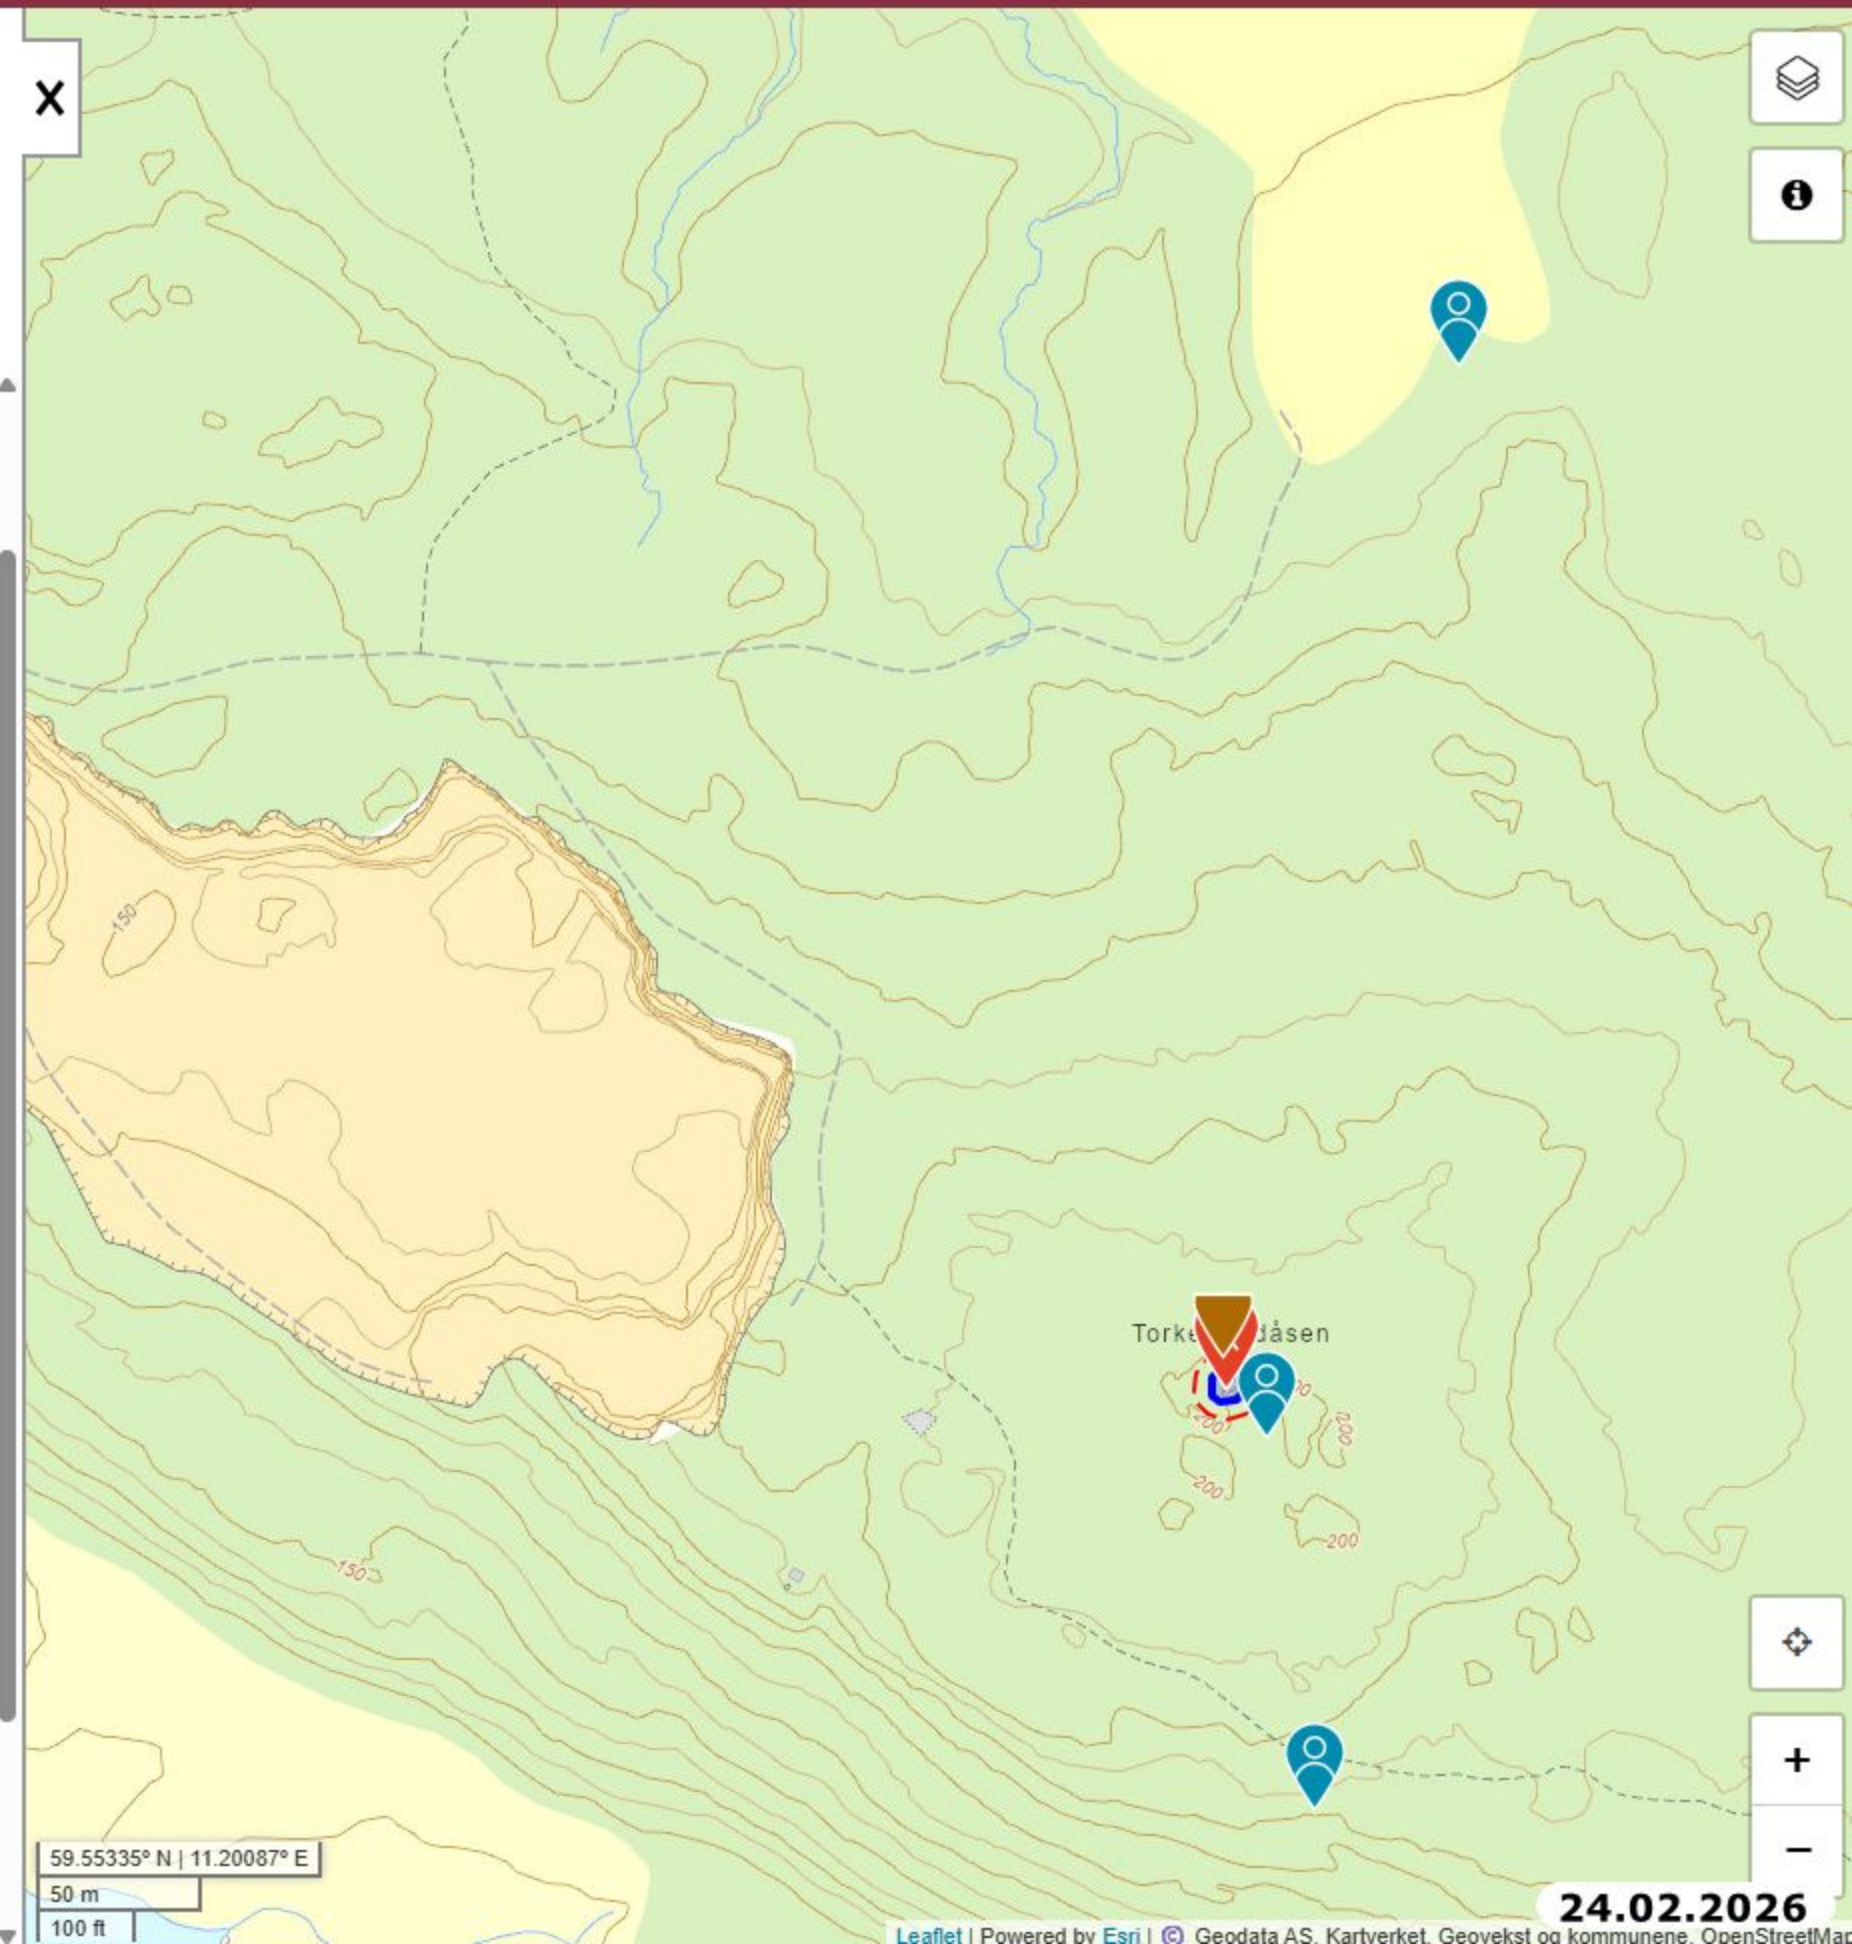 X
150
Torke dåsen
200
200
200
200
150
59.55335° N | 11.20087° E
50 m
100 ft
+
−
24.02.2026
Leaflet | Powered by Esri | © Geodata AS, Kartverket, Geovekst og kommunene, OpenStreetMap